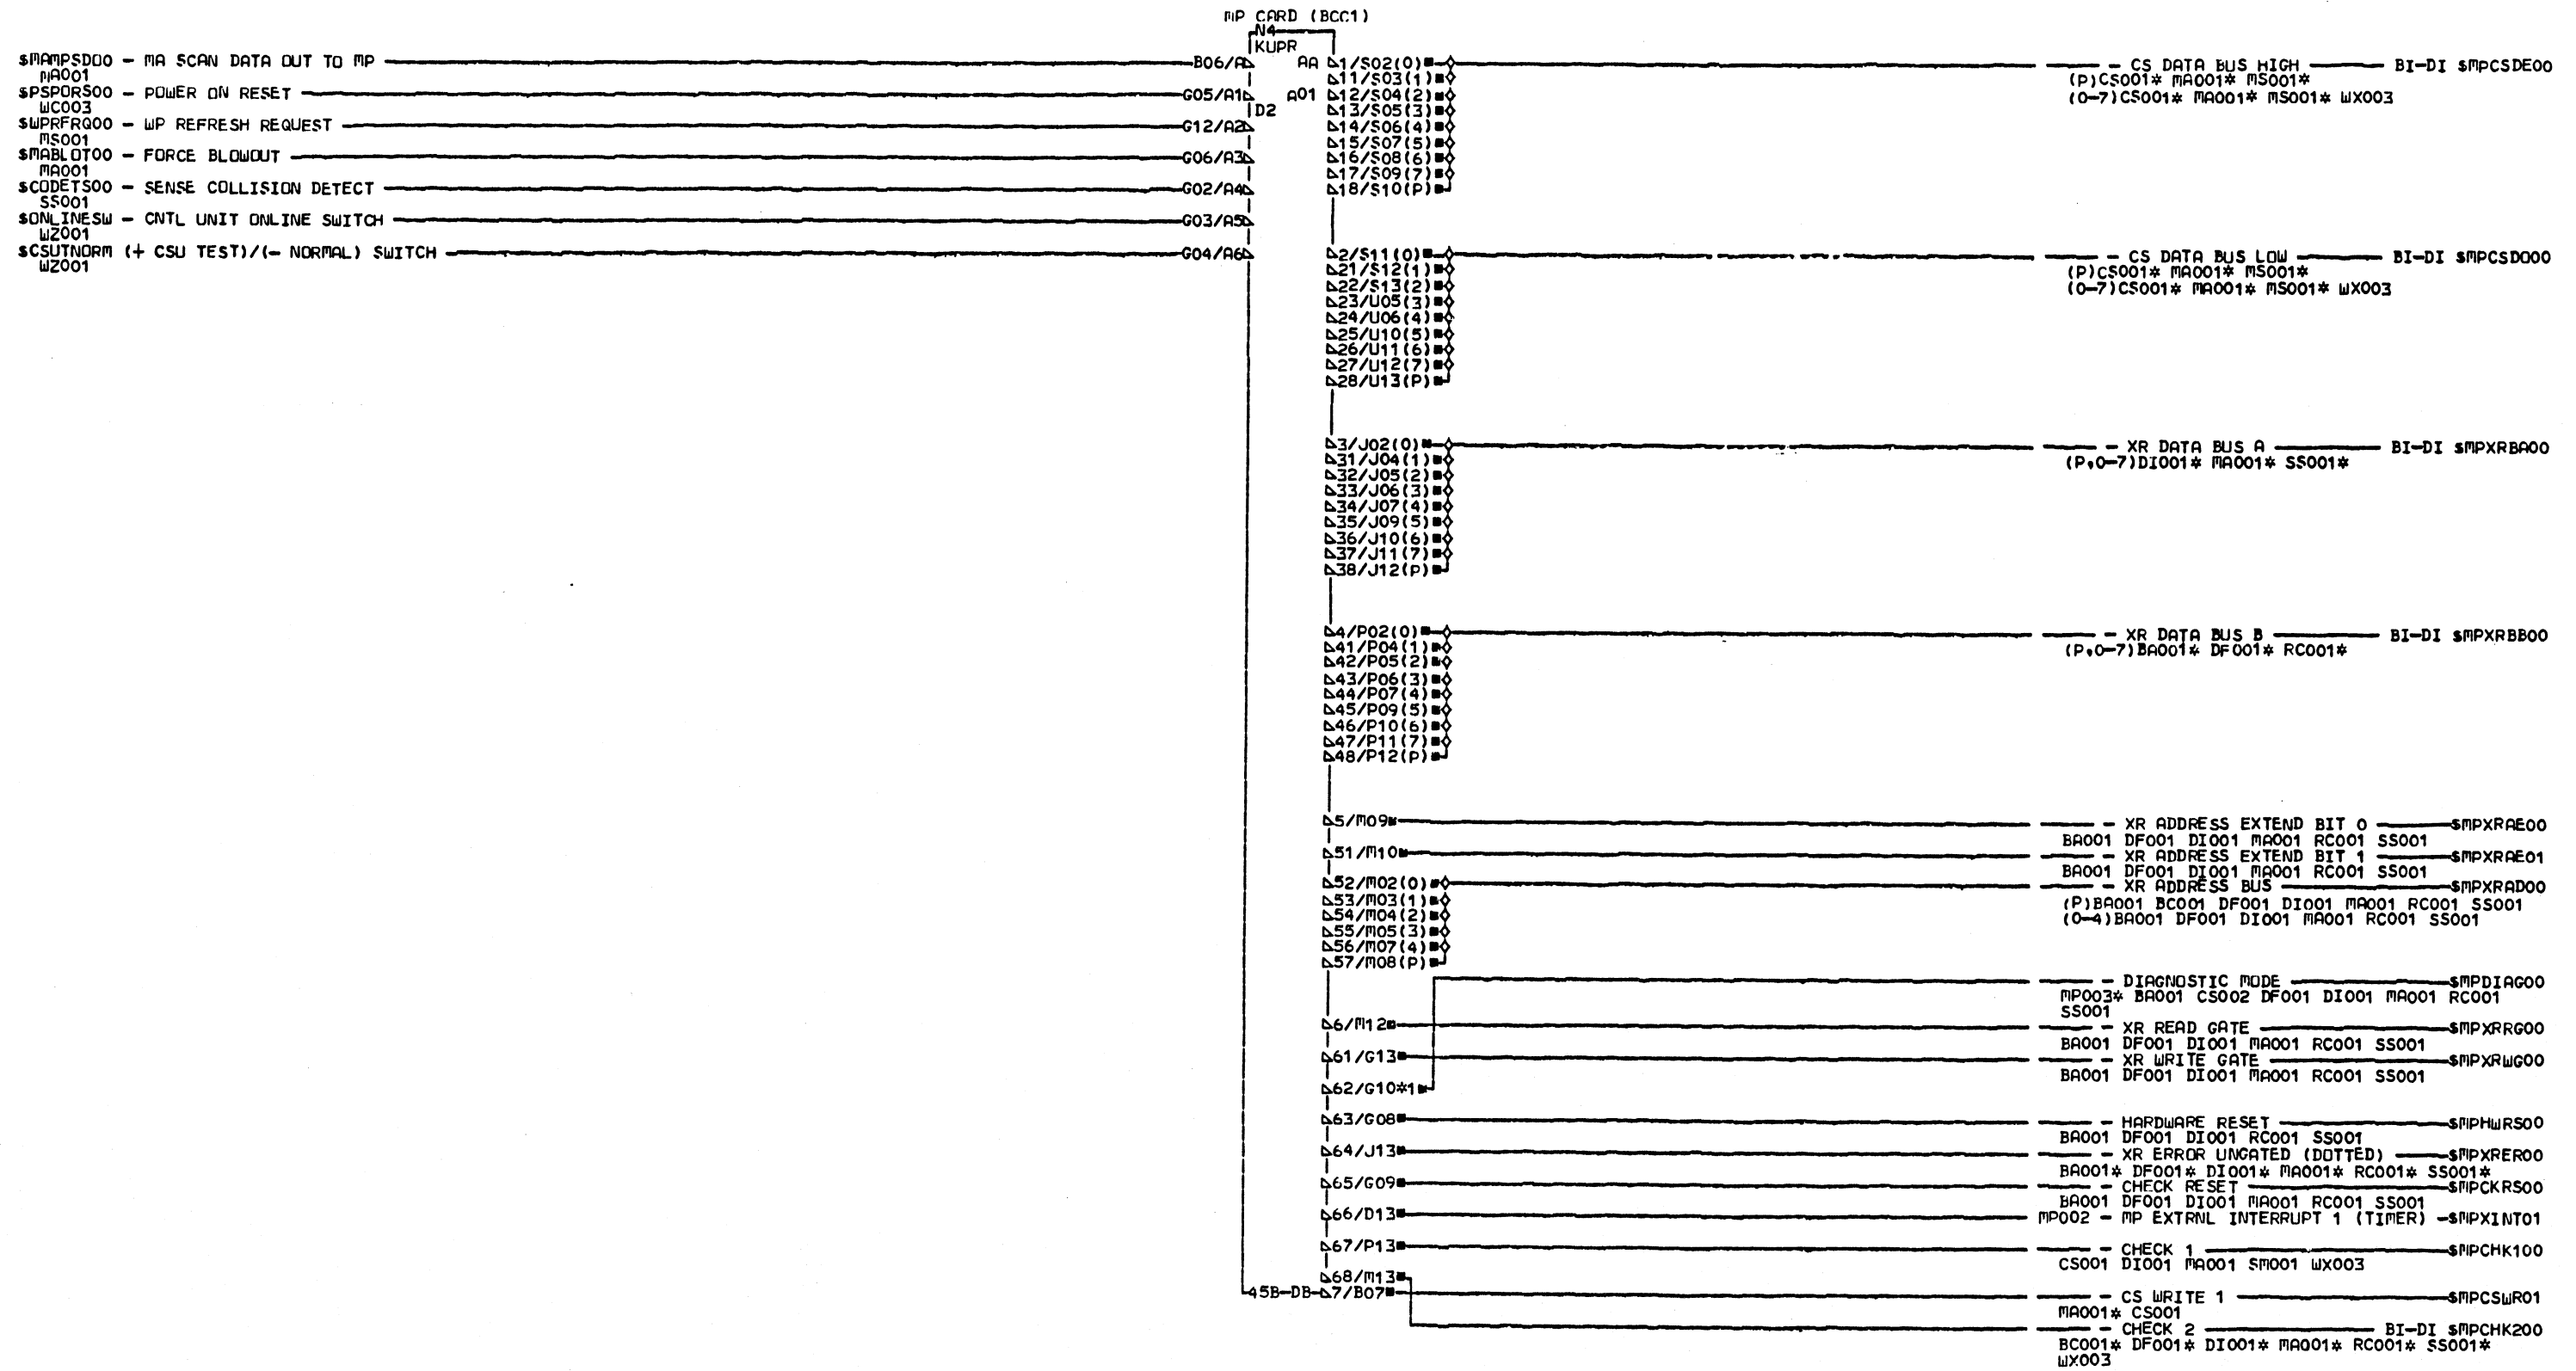 MP CARD (BCC1)
N4
KUPR
AA
A01
D2
$MAMPSD00 - MA SCAN DATA OUT TO MP B06/A
MA001
$PSPORS00 - POWER ON RESET G05/A1
WC003
$WPRFRQ00 - WP REFRESH REQUEST G12/A2
MS001
$MABLOT00 - FORCE BLOWOUT G06/A3
MA001
$CODETS00 - SENSE COLLISION DETECT G02/A4
SS001
$ONLINESW - CNTL UNIT ONLINE SWITCH G03/A5
WZ001
$CSUTNORM (+ CSU TEST)/(- NORMAL) SWITCH G04/A6
WZ001
1/S02(0) - CS DATA BUS HIGH BI-DI $MPCSDE00
11/S03(1) (P)CS001* MA001* MS001*
12/S04(2) (0-7)CS001* MA001* MS001* WX003
13/S05(3)
14/S06(4)
15/S07(5)
16/S08(6)
17/S09(7)
18/S10(P)
2/S11(0) - CS DATA BUS LOW BI-DI $MPCSDO00
21/S12(1) (P)CS001* MA001* MS001*
22/S13(2) (0-7)CS001* MA001* MS001* WX003
23/U05(3)
24/U06(4)
25/U10(5)
26/U11(6)
27/U12(7)
28/U13(P)
3/J02(0) - XR DATA BUS A BI-DI $MPXRBA00
31/J04(1) (P,0-7)DI001* MA001* SS001*
32/J05(2)
33/J06(3)
34/J07(4)
35/J09(5)
36/J10(6)
37/J11(7)
38/J12(P)
4/P02(0) - XR DATA BUS B BI-DI $MPXRBB00
41/P04(1) (P,0-7)BA001* DF001* RC001*
42/P05(2)
43/P06(3)
44/P07(4)
45/P09(5)
46/P10(6)
47/P11(7)
48/P12(P)
5/M09 - XR ADDRESS EXTEND BIT 0 $MPXRAE00
BA001 DF001 DI001 MA001 RC001 SS001
51/M10 - XR ADDRESS EXTEND BIT 1 $MPXRAE01
BA001 DF001 DI001 MA001 RC001 SS001
52/M02(0) - XR ADDRESS BUS $MPXRAD00
53/M03(1) (P)BA001 BC001 DF001 DI001 MA001 RC001 SS001
54/M04(2) (0-4)BA001 DF001 DI001 MA001 RC001 SS001
55/M05(3)
56/M07(4)
57/M08(P)
- DIAGNOSTIC MODE $MPDIAG00
MP003* BA001 CS002 DF001 DI001 MA001 RC001
SS001
6/M12 - XR READ GATE $MPXRRG00
BA001 DF001 DI001 MA001 RC001 SS001
61/G13 - XR WRITE GATE $MPXRWG00
BA001 DF001 DI001 MA001 RC001 SS001
62/G10*1
63/G08 - HARDWARE RESET $MPHWRS00
BA001 DF001 DI001 RC001 SS001
64/J13 - XR ERROR UNGATED (DOTTED) $MPXRER00
BA001* DF001* DI001* MA001* RC001* SS001*
65/G09 - CHECK RESET $MPCKRS00
BA001 DF001 DI001 MA001 RC001 SS001
66/D13 MP002 - MP EXTRNL INTERRUPT 1 (TIMER) -$MPXINT01
67/P13 - CHECK 1 $MPCHK100
CS001 DI001 MA001 SM001 WX003
68/M13
45B-DB-7/B07 - CS WRITE 1 $MPCSWR01
MA001* CS001
- CHECK 2 BI-DI $MPCHK200
BC001* DF001* DI001* MA001* RC001* SS001*
WX003